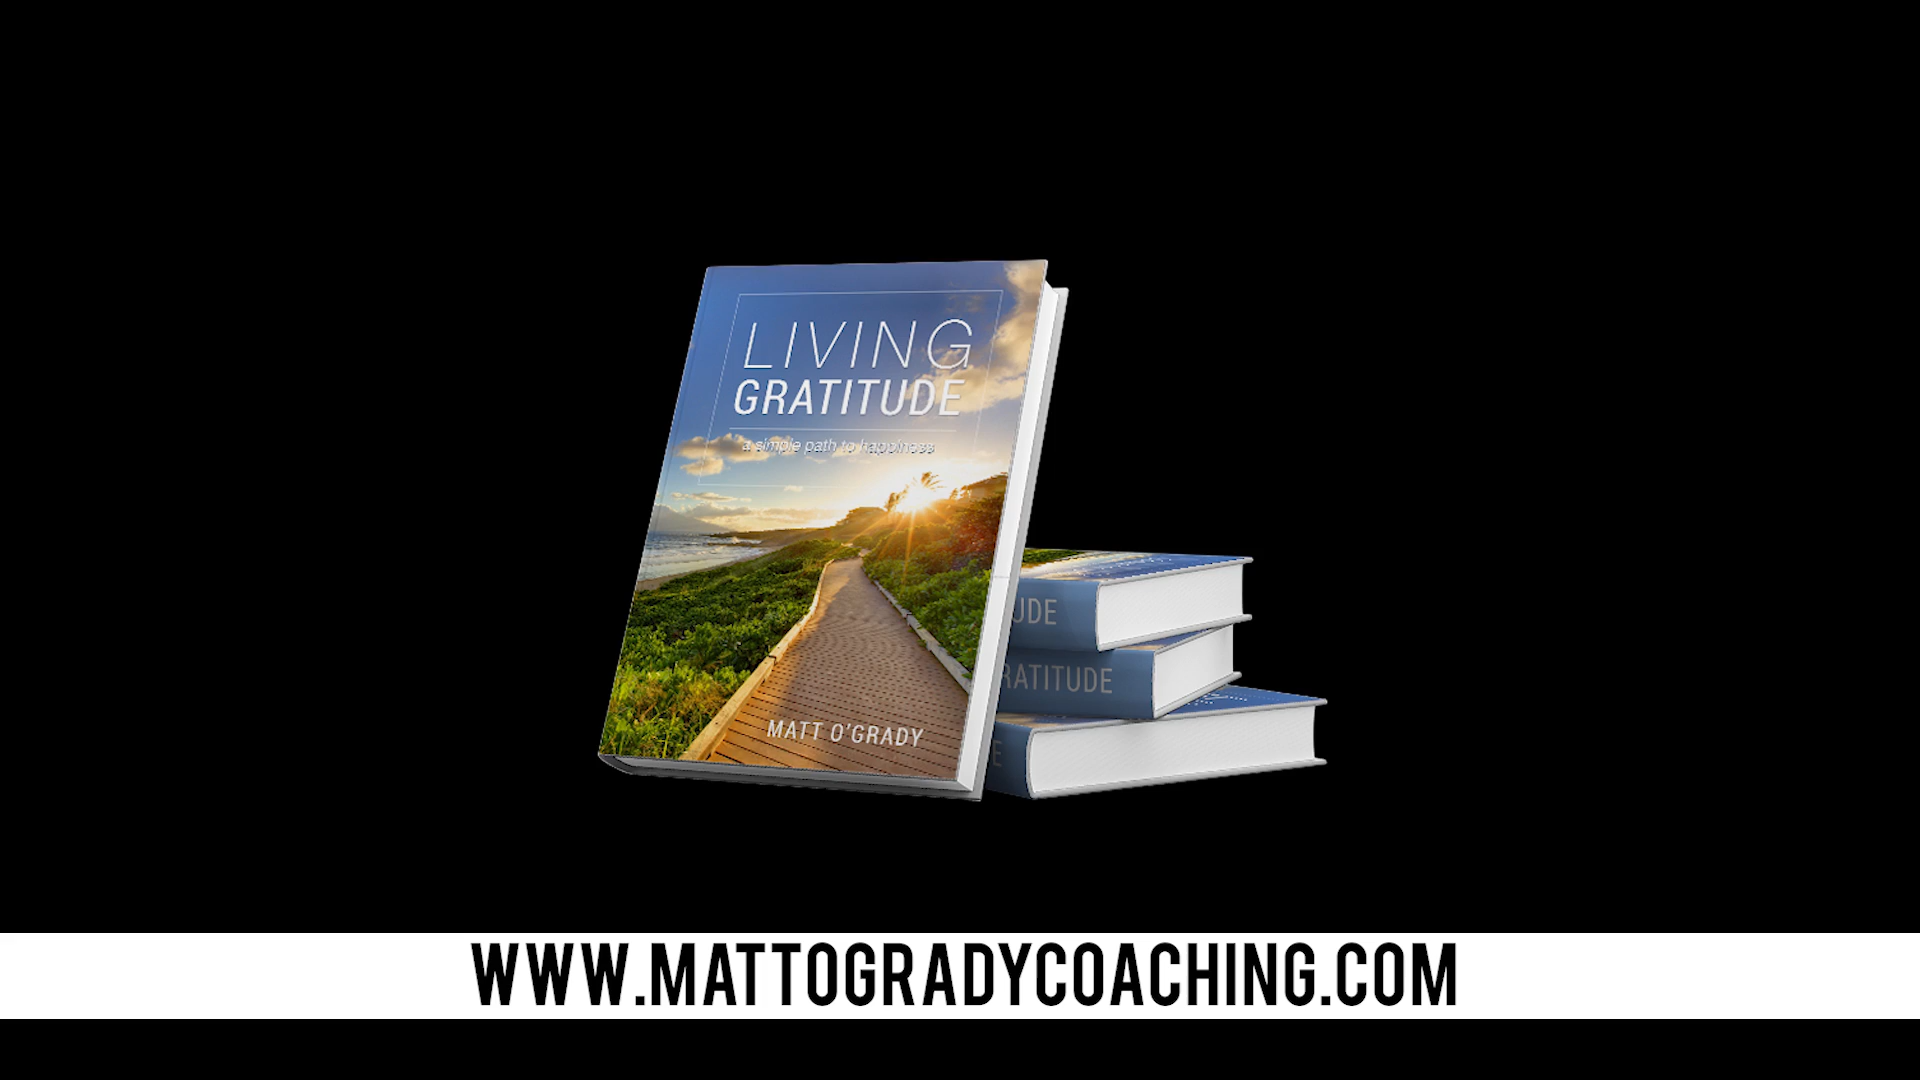 LIVING
GRATITUDE
a simple path to happiness
MATT O'GRADY
UDE
RATITUDE
E
WWW.MATTOGRADYCOACHING.COM